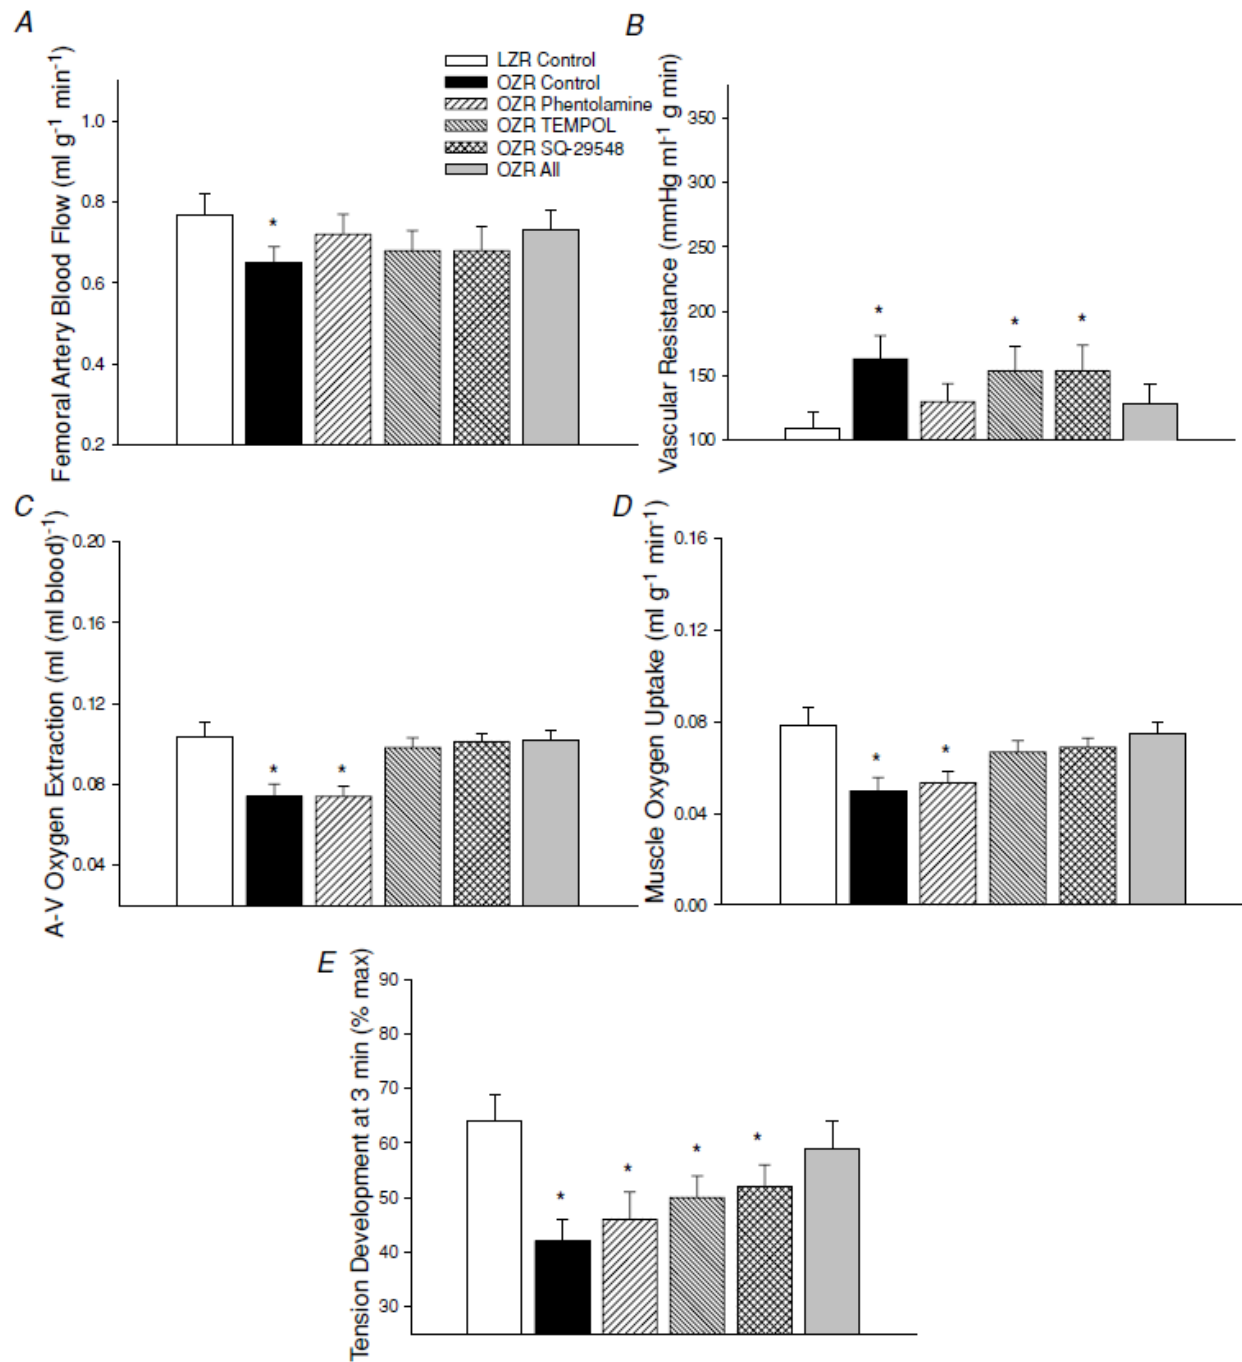 A
Femoral Artery Blood Flow (ml g⁻¹ min⁻¹)
1.0
0.8
0.6
0.4
0.2
*
LZR Control
OZR Control
OZR Phentolamine
OZR TEMPOL
OZR SQ-29548
OZR All
B
Vascular Resistance (mmHg ml⁻¹ g min)
350
300
250
200
150
100
*
*
*
C
A-V Oxygen Extraction (ml (ml blood)⁻¹)
0.20
0.16
0.12
0.08
0.04
*
*
D
Muscle Oxygen Uptake (ml g⁻¹ min⁻¹)
0.16
0.12
0.08
0.04
0.00
*
*
E
Tension Development at 3 min (% max)
90
80
70
60
50
40
30
*
*
*
*